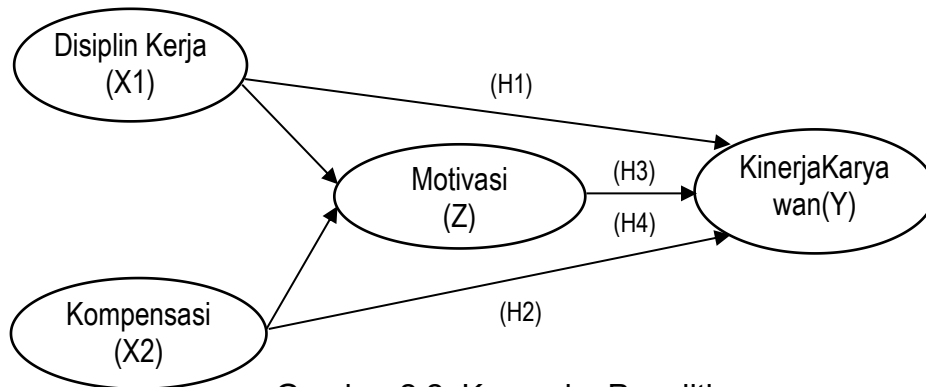 Disiplin Kerja
(X1)
(H1)
Motivasi
(Z)
(H3)
(H4)
KinerjaKarya
wan(Y)
Kompensasi
(X2)
(H2)